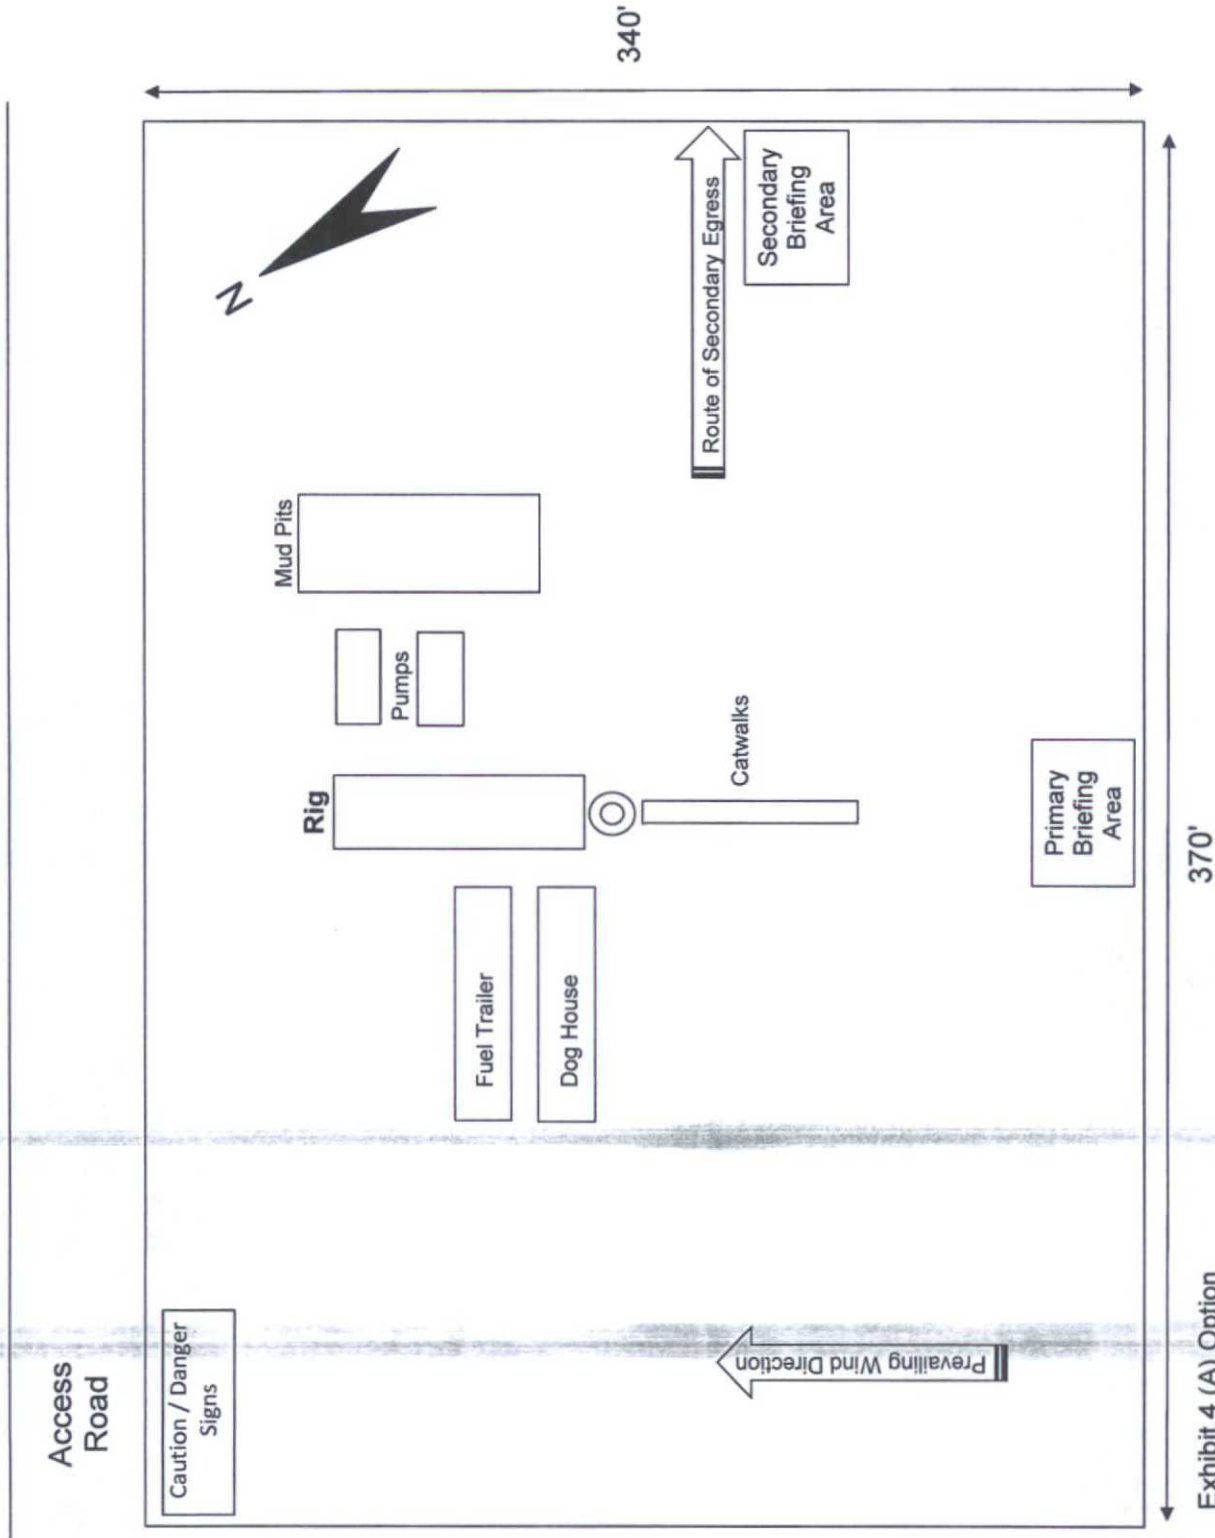 Access
Road
Caution / Danger
Signs
340'
N
Mud Pits
Pumps
Rig
Fuel Trailer
Dog House
Catwalks
Route of Secondary Egress
Secondary
Briefing
Area
Prevailing Wind Direction
Primary
Briefing
Area
370'
Exhibit 4 (A) Option